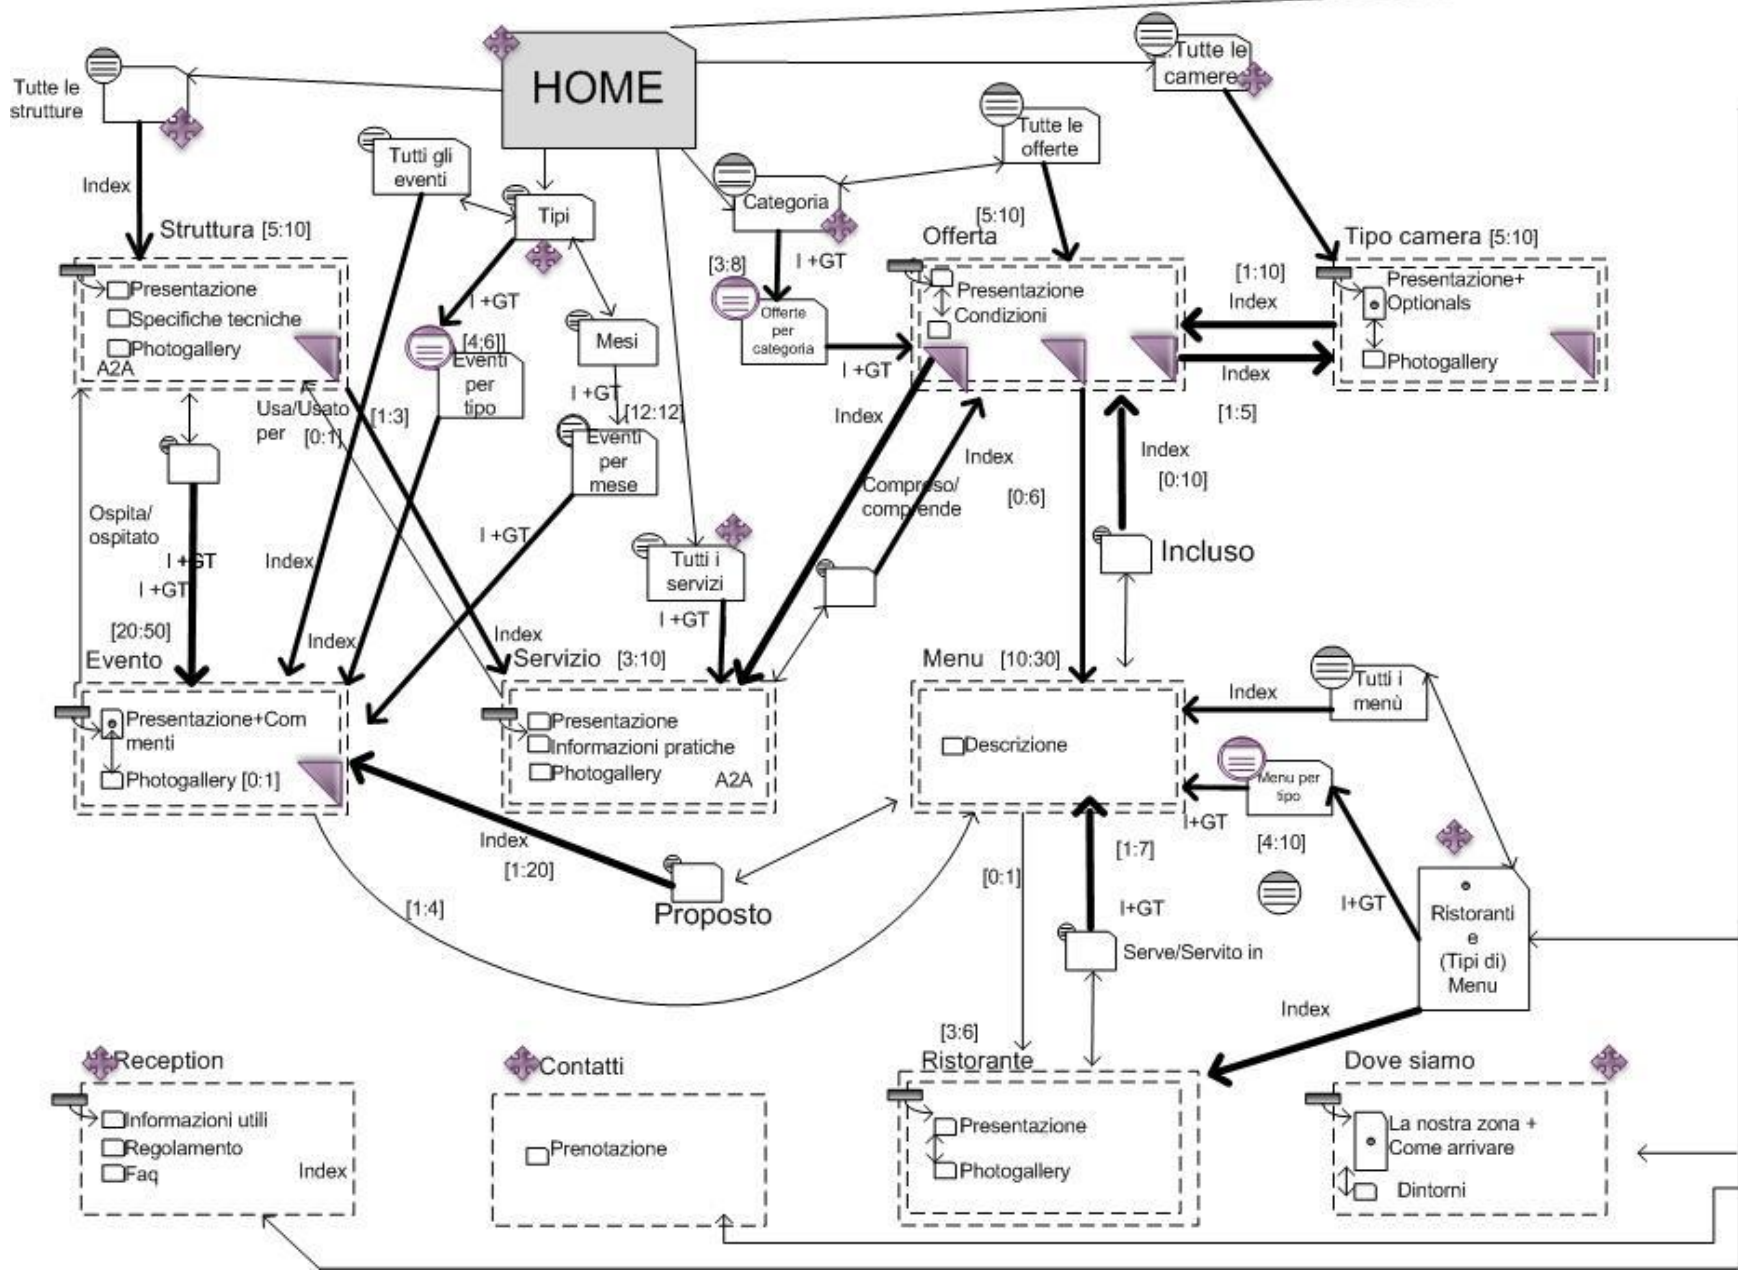 HOME
Tutte le
strutture
Index
Struttura [5:10]
Presentazione
Specifiche tecniche
Photogallery
A2A
Tutti gli
eventi
Tipi
I +GT
[4;6]]
Eventi
per
tipo
Mesi
I +GT
[12:12]
Eventi
per
mese
I +GT
Usa/Usato
per
[0:1]
[1:3]
Categoria
I +GT
[3:8]
Offerte
per
categoria
I +GT
Tutte le
offerte
[5:10]
Offerta
Presentazione
Condizioni
.Tutte le
camere
Tipo camera [5:10]
Presentazione+
Optionals
Photogallery
[1:10]
Index
Index
[1:5]
Index
Compreso/
comprende
Index
[0:6]
Index
[0:10]
Incluso
Ospita/
ospitato
I +GT
I +GT
[20:50]
Index
Index
Index
Tutti i
servizi
I +GT
Evento
Presentazione+Com
menti
Photogallery [0:1]
Servizio [3:10]
Presentazione
Informazioni pratiche
Photogallery
A2A
Menu [10:30]
Descrizione
Index
Tutti i
menù
Menu per
tipo
I+GT
[4:10]
I+GT
Index
[1:20]
Proposto
[1:4]
[0:1]
[1:7]
I+GT
Serve/Servito in
Ristoranti
e
(Tipi di)
Menu
Index
Reception
Informazioni utili
Regolamento
Faq
Index
Contatti
Prenotazione
[3:6]
Ristorante
Presentazione
Photogallery
Dove siamo
La nostra zona +
Come arrivare
Dintorni